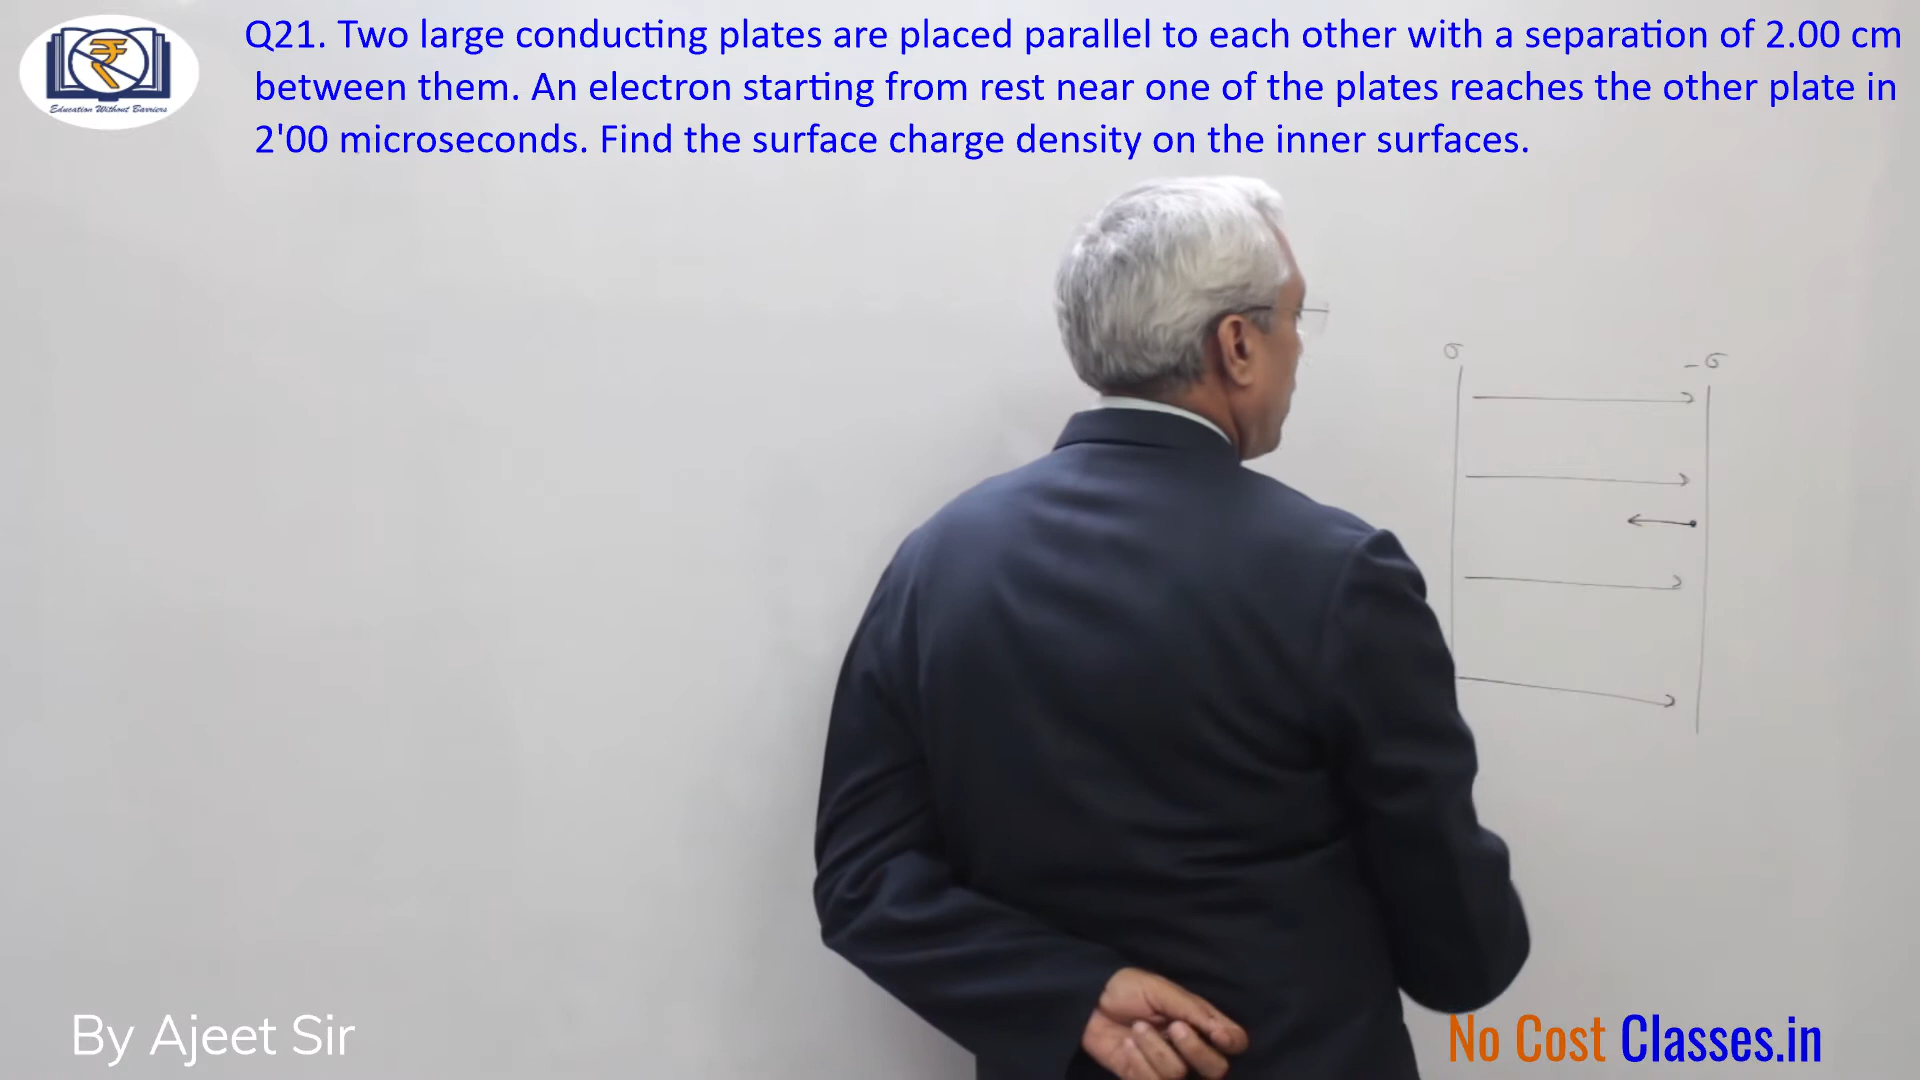 Q21. Two large conducting plates are placed parallel to each other with a separation of 2.00 cm
between them. An electron starting from rest near one of the plates reaches the other plate in
2'00 microseconds. Find the surface charge density on the inner surfaces.
Education Without Barriers
σ
-σ
By Ajeet Sir
No Cost Classes.in